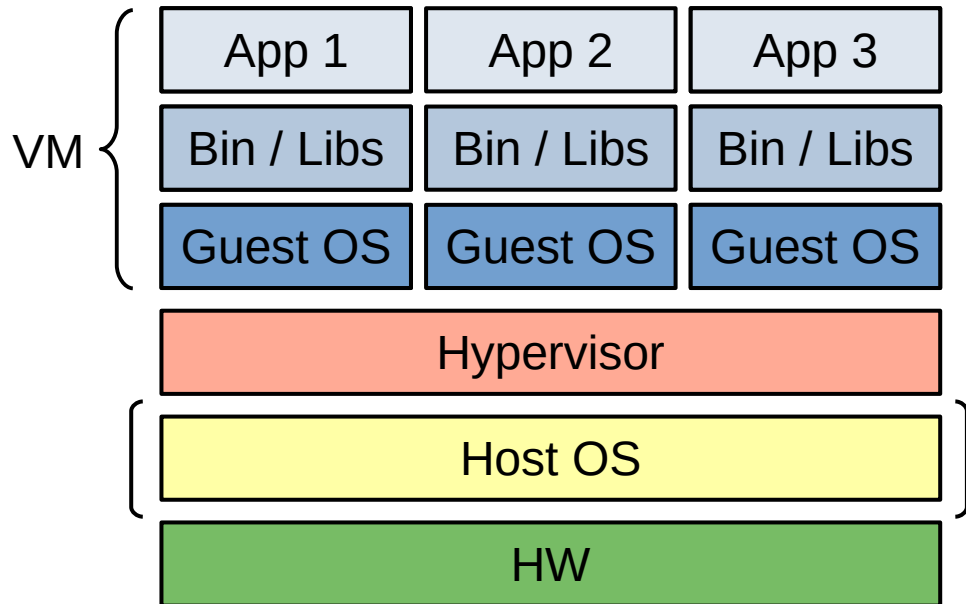 App 1 App 2 App 3
VM
Bin / Libs Bin / Libs Bin / Libs
Guest OS Guest OS Guest OS
Hypervisor
Host OS
HW